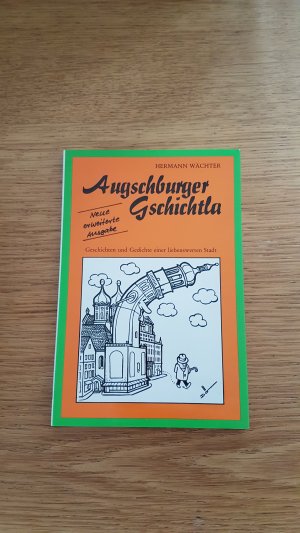 HERMANN WÄCHTER
Augschburger
Gschichtla
Neue
erweiterte
Ausgabe
Geschichten und Gedichte einer liebenswerten Stadt